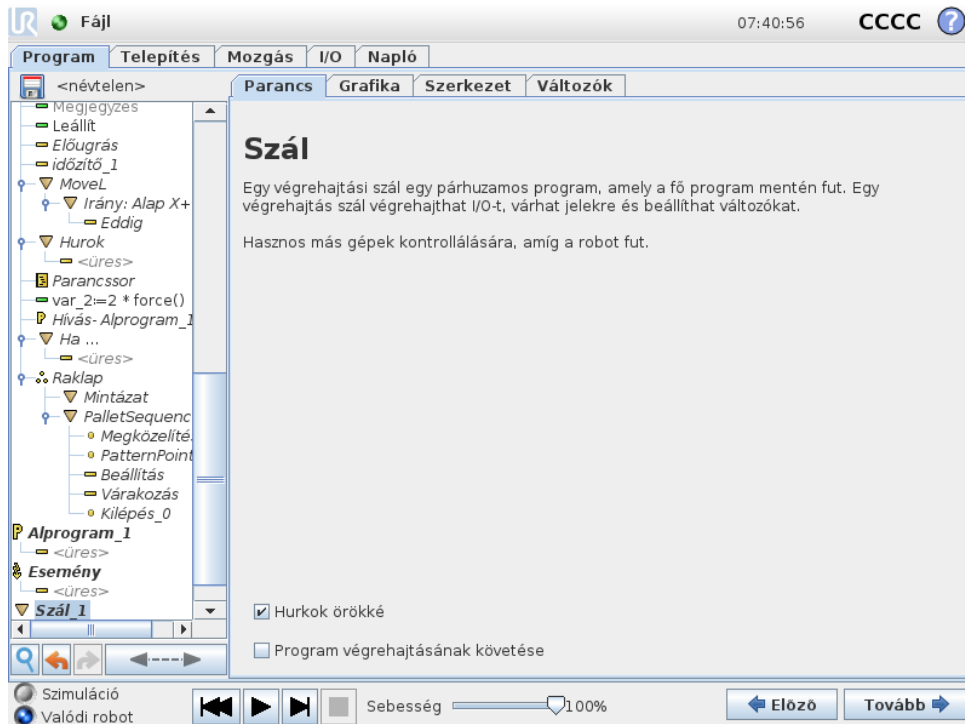 Fájl
07:40:56
CCCC
?
Program
Telepítés
Mozgás
I/O
Napló
<névtelen>
Parancs
Grafika
Szerkezet
Változók
Megjegyzés
Leállít
Előugrás
időzítő_1
MoveL
Irány: Alap X+
Eddig
Hurok
<üres>
Parancssor
var_2:=2 * force()
Hívás- Alprogram_1
Ha ...
<üres>
Raklap
Mintázat
PalletSequenc
Megközelíté
PatternPoint
Beállítás
Várakozás
Kilépés_0
Alprogram_1
<üres>
Esemény
<üres>
Szál_1
Szál
Egy végrehajtási szál egy párhuzamos program, amely a fő program mentén fut. Egy
végrehajtás szál végrehajthat I/O-t, várhat jelekre és beállíthat változókat.
Hasznos más gépek kontrollálására, amíg a robot fut.
Hurkok örökké
Program végrehajtásának követése
Szimuláció
Valódi robot
Sebesség
100%
Előző
Tovább